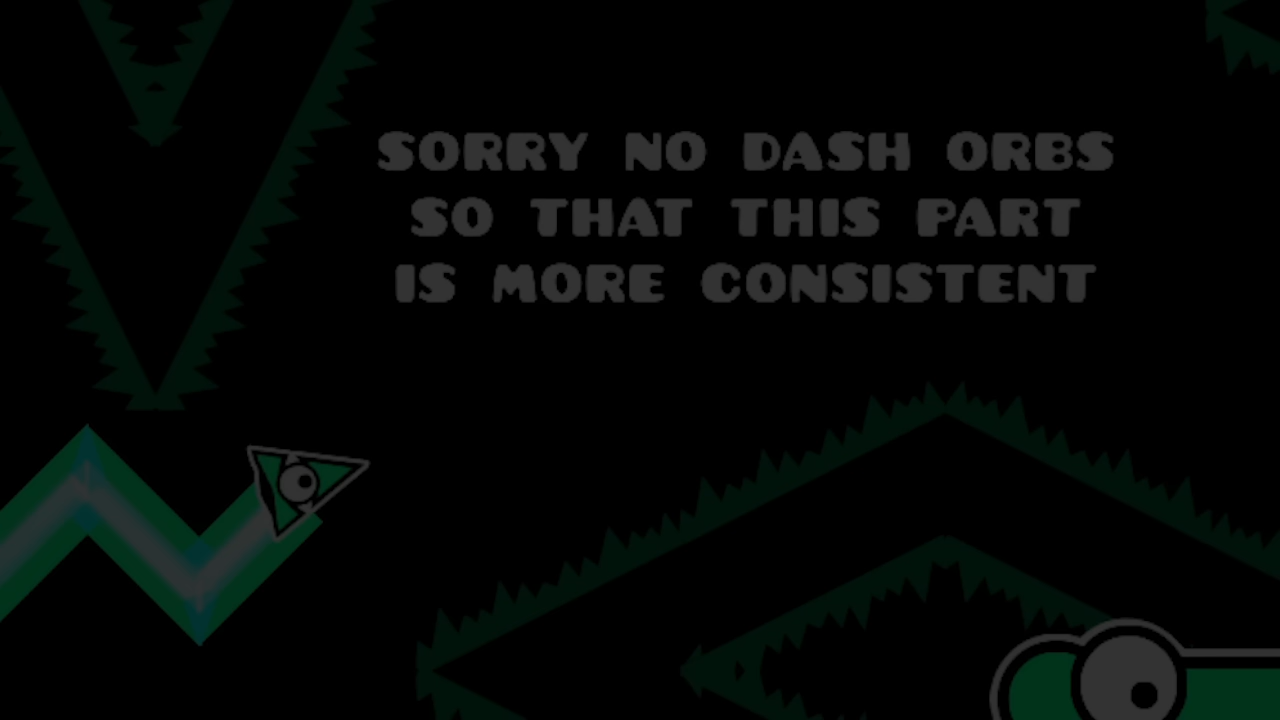 SORRY NO DASH ORBS
SO THAT THIS PART
IS MORE CONSISTENT